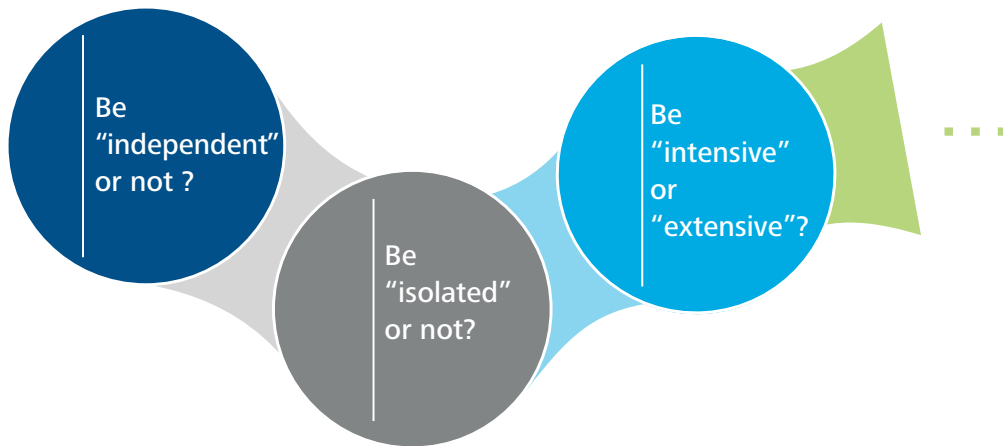 Be
“independent”
or not ?
Be
“isolated”
or not?
Be
“intensive”
or
“extensive”?